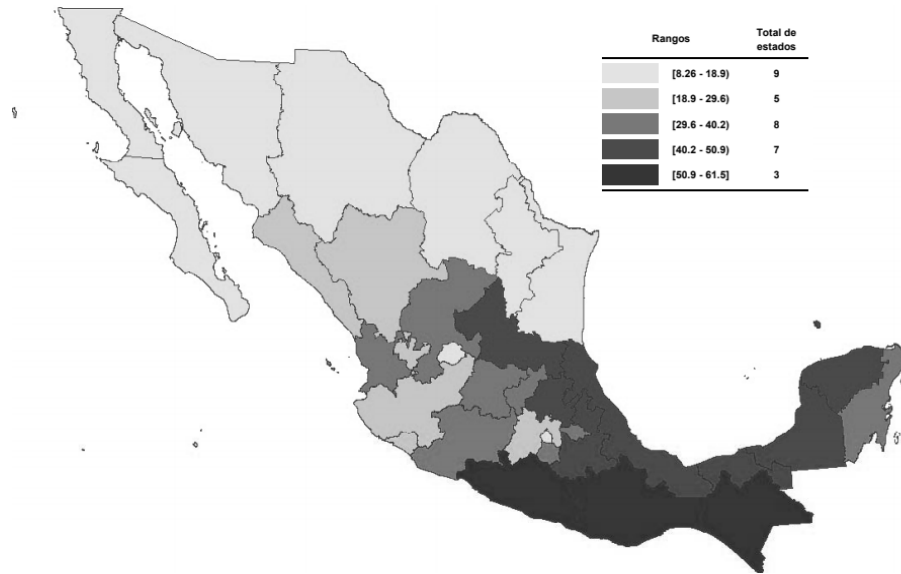 Rangos Total de
estados
[8.26 - 18.9) 9
[18.9 - 29.6) 5
[29.6 - 40.2) 8
[40.2 - 50.9) 7
[50.9 - 61.5] 3